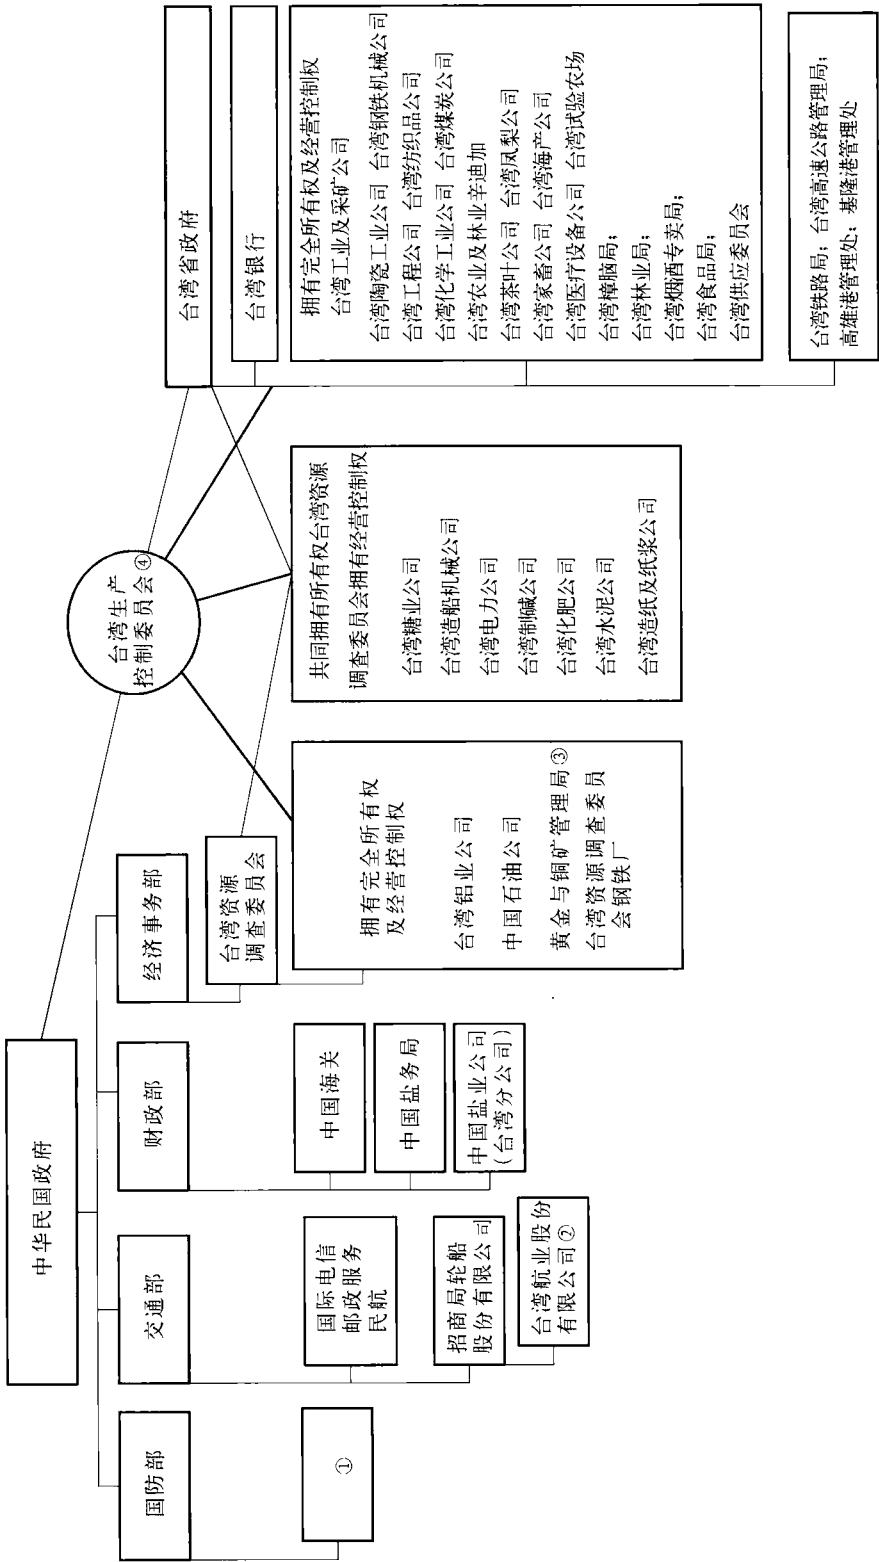 中华民国政府
国防部
交通部
财政部
经济事务部
①
国际电信
邮政服务
民航
招商局轮船
股份有限公司
台湾航业股份
有限公司②
中国海关
中国盐务局
中国盐业公司
(台湾分公司)
台湾资源
调查委员会
拥有完全所有权
及经营控制权
台湾铝业公司
中国石油公司
黄金与铜矿管理局③
台湾资源调查委员
会钢铁厂
台湾生产
控制委员会④
共同拥有所有权台湾资源
调查委员会拥有经营控制权
台湾糖业公司
台湾造船机械公司
台湾电力公司
台湾制碱公司
台湾化肥公司
台湾水泥公司
台湾造纸及纸浆公司
台湾省政府
台湾银行
拥有完全所有权及经营控制权
台湾工业及采矿公司
台湾陶瓷工业公司 台湾钢铁机械公司
台湾工程公司 台湾纺织品公司
台湾化学工业公司 台湾煤炭公司
台湾农业及林业辛迪加
台湾茶叶公司 台湾凤梨公司
台湾家畜公司 台湾海产公司
台湾医疗设备公司 台湾试验农场
台湾樟脑局；
台湾林业局；
台湾烟酒专卖局；
台湾食品局；
台湾供应委员会
台湾铁路局；台湾高速公路管理局；
高雄港管理处；基隆港管理处